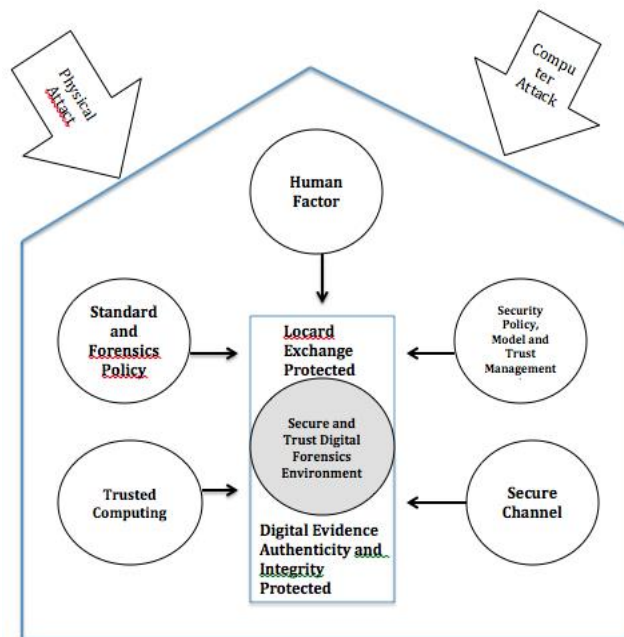 Physical
Attact
Compu
ter
Attack
Human
Factor
Standard
and
Forensics
Policy
Locard
Exchange
Protected
Security
Policy,
Model and
Trust
Management
Secure and
Trust Digital
Forensics
Environment
Trusted
Computing
Secure
Channel
Digital Evidence
Authenticity and
Integrity
Protected